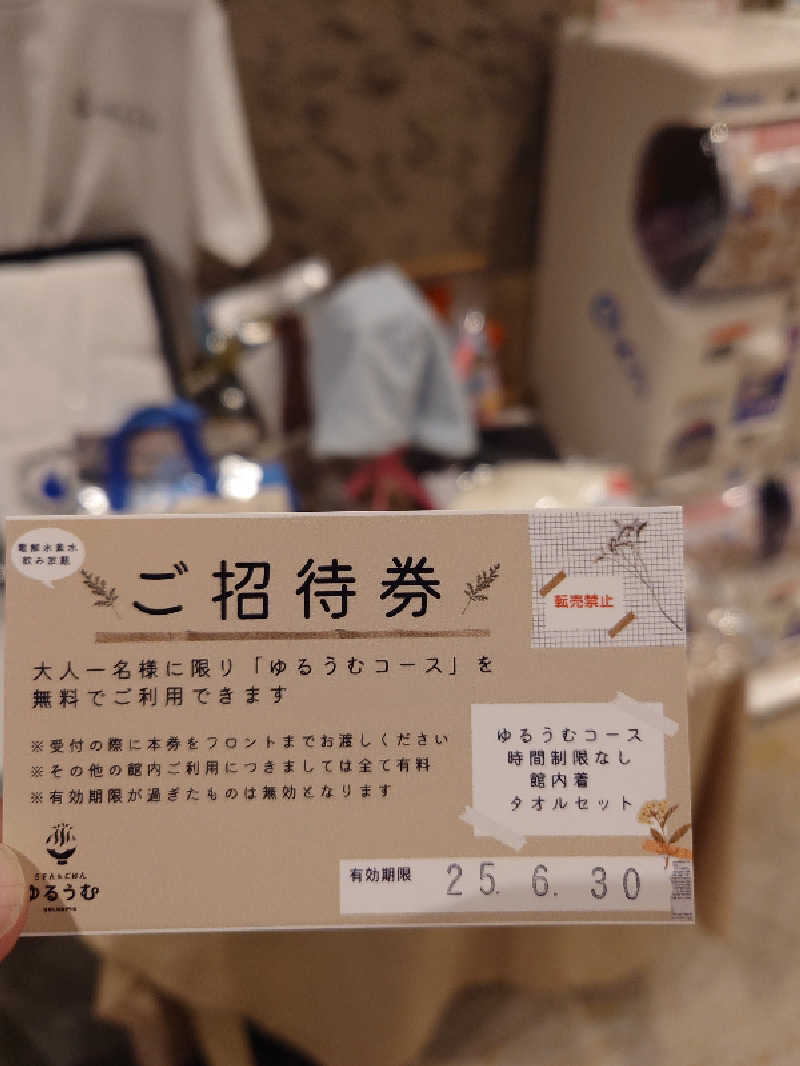 電解水素水
飲み放題
ご招待券
転売禁止
大人一名様に限り「ゆるうむコース」を
無料でご利用できます
※受付の際に本券をフロントまでお渡しください
※その他の館内ご利用につきましては全て有料
※有効期限が過ぎたものは無効となります
ゆるうむコース
時間制限なし
館内着
タオルセット
ゆるうむ
有効期限 25. 6. 30